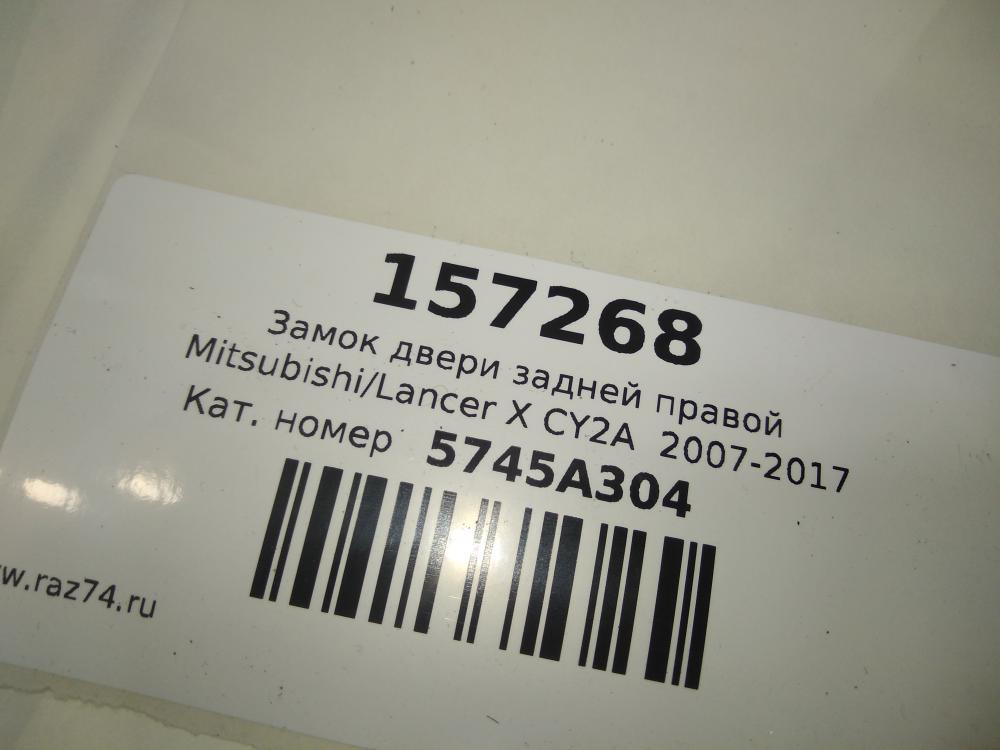 157268
Замок двери задней правой
Mitsubishi/Lancer X CY2A 2007-2017
Кат. номер 5745A304
w.raz74.ru